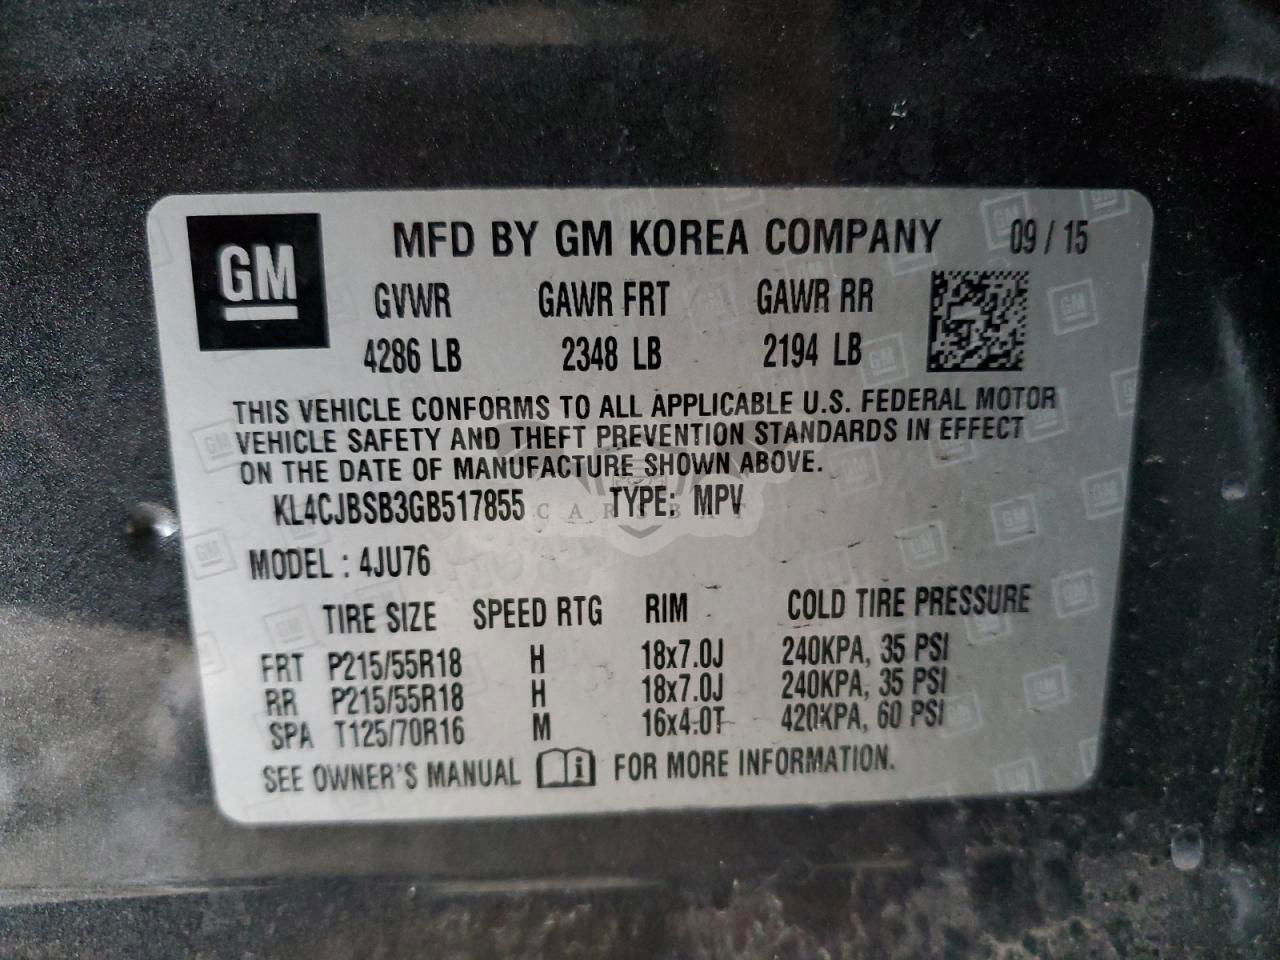 GM
MFD BY GM KOREA COMPANY 09 / 15
GVWR GAWR FRT GAWR RR
4286 LB 2348 LB 2194 LB
THIS VEHICLE CONFORMS TO ALL APPLICABLE U.S. FEDERAL MOTOR
VEHICLE SAFETY AND THEFT PREVENTION STANDARDS IN EFFECT
ON THE DATE OF MANUFACTURE SHOWN ABOVE.
KL4CJBSB3GB517855 TYPE: MPV
CARSBIT
MODEL : 4JU76
TIRE SIZE SPEED RTG RIM COLD TIRE PRESSURE
FRT P215/55R18 H 18x7.0J 240KPA, 35 PSI
RR P215/55R18 H 18x7.0J 240KPA, 35 PSI
SPA T125/70R16 M 16x4.0T 420KPA, 60 PSI
SEE OWNER'S MANUAL i FOR MORE INFORMATION.